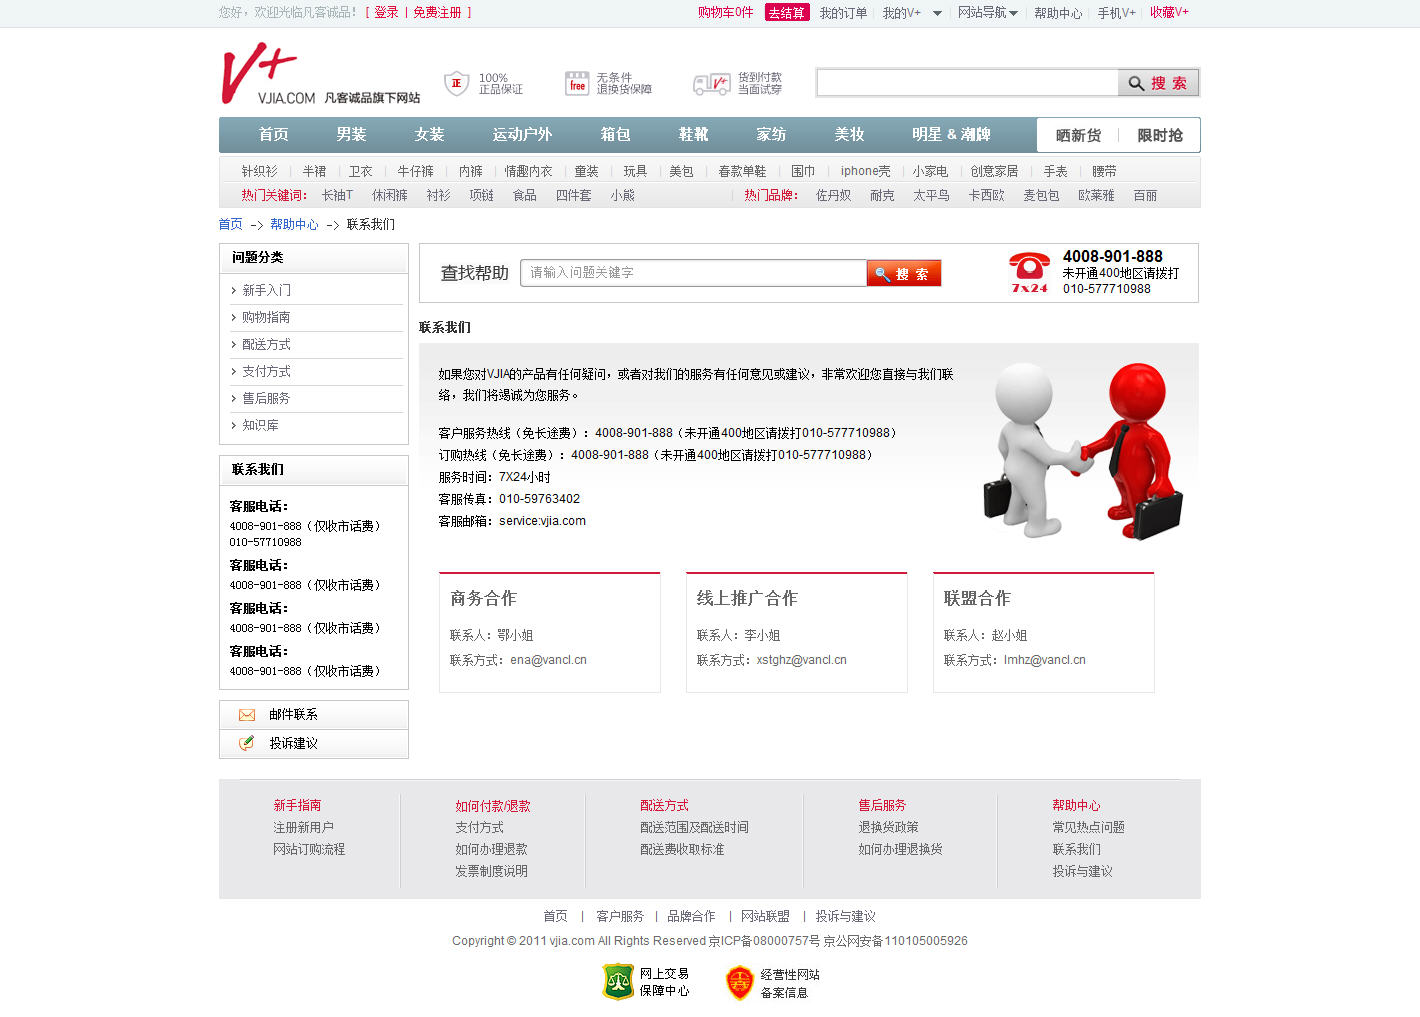 您好，欢迎光临凡客诚品！ [ 登录 | 免费注册 ]
购物车0件 去结算 我的订单 我的V+ 网站导航 帮助中心 手机V+ 收藏V+
V+
VJIA.COM 凡客诚品旗下网站
正 100% 正品保证
free 无条件 退换货保障
V+ 货到付款 当面试穿
搜 索
首页 男装 女装 运动户外 箱包 鞋靴 家纺 美妆 明星 & 潮牌 晒新货 限时抢
针织衫 半裙 卫衣 牛仔裤 内裤 情趣内衣 童装 玩具 美包 春款单鞋 围巾 iphone壳 小家电 创意家居 手表 腰带
热门关键词： 长袖T 休闲裤 衬衫 项链 食品 四件套 小熊 热门品牌： 佐丹奴 耐克 太平鸟 卡西欧 麦包包 欧莱雅 百丽
首页 -> 帮助中心 -> 联系我们
问题分类
新手入门
购物指南
配送方式
支付方式
售后服务
知识库
联系我们
客服电话：
4008-901-888（仅收市话费）
010-57710988
客服电话：
4008-901-888（仅收市话费）
客服电话：
4008-901-888（仅收市话费）
客服电话：
4008-901-888（仅收市话费）
邮件联系
投诉建议
查找帮助 请输入问题关键字 搜 索
7x24
4008-901-888
未开通400地区请拨打
010-577710988
联系我们
如果您对VJIA的产品有任何疑问，或者对我们的服务有任何意见或建议，非常欢迎您直接与我们联
络，我们将竭诚为您服务。
客户服务热线（免长途费）：4008-901-888（未开通400地区请拨打010-577710988）
订购热线（免长途费）：4008-901-888（未开通400地区请拨打010-577710988）
服务时间：7X24小时
客服传真：010-59763402
客服邮箱：service:vjia.com
商务合作
联系人：鄂小姐
联系方式：ena@vancl.cn
线上推广合作
联系人：李小姐
联系方式：xstghz@vancl.cn
联盟合作
联系人：赵小姐
联系方式：lmhz@vancl.cn
新手指南
注册新用户
网站订购流程
如何付款/退款
支付方式
如何办理退款
发票制度说明
配送方式
配送范围及配送时间
配送费收取标准
售后服务
退换货政策
如何办理退换货
帮助中心
常见热点问题
联系我们
投诉与建议
首页 | 客户服务 | 品牌合作 | 网站联盟 | 投诉与建议
Copyright © 2011 vjia.com All Rights Reserved 京ICP备08000757号 京公网安备110105005926
网上交易
保障中心
经营性网站
备案信息